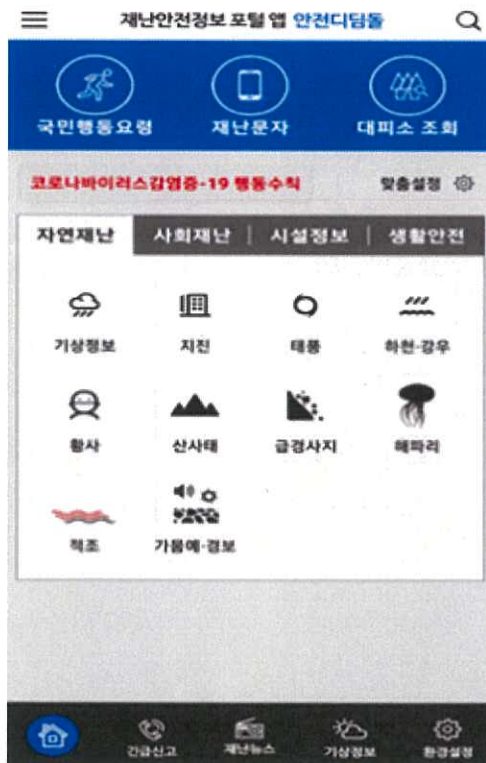 재난안전정보 포털 앱 안전디딤돌
국민행동요령 재난문자 대피소 조회
코로나바이러스감염증-19 행동수칙 맞춤설정
자연재난 사회재난 시설정보 생활안전
기상정보 지진 태풍 하천·강우
황사 산사태 급경사지 해파리
적조 가뭄예·경보
긴급신고 재난뉴스 기상정보 환경설정